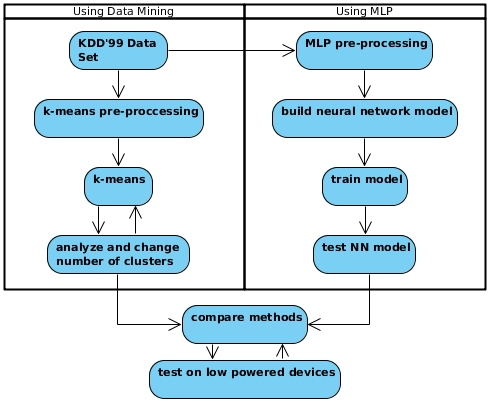 Using Data Mining
Using MLP
KDD'99 Data
Set
MLP pre-processing
k-means pre-proccessing
build neural network model
k-means
train model
analyze and change
number of clusters
test NN model
compare methods
test on low powered devices